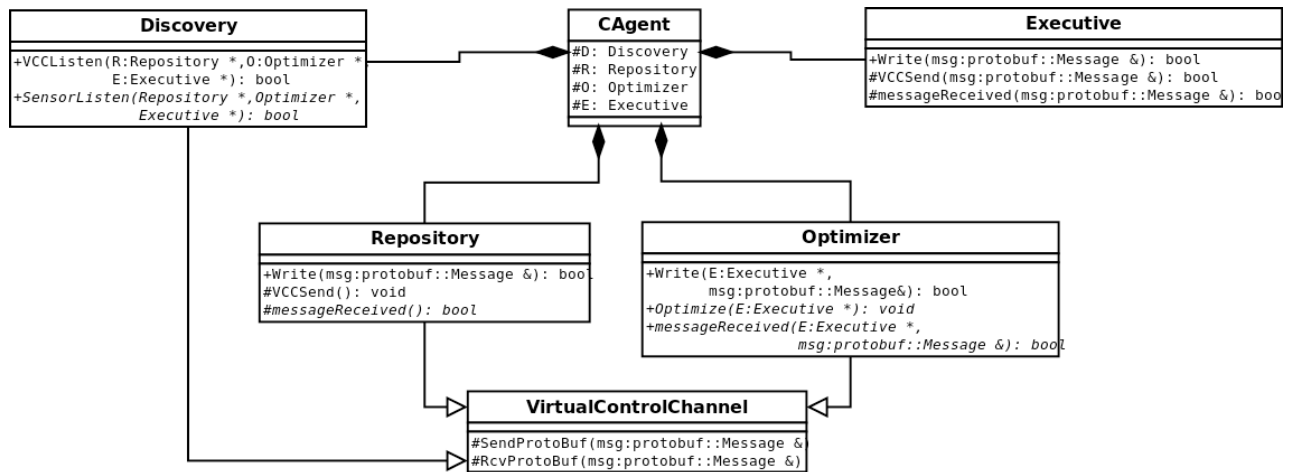 Discovery
+VCCListen(R:Repository *,O:Optimizer *
E:Executive *): bool
+SensorListen(Repository *,Optimizer *,
Executive *): bool
CAgent
#D: Discovery
#R: Repository
#O: Optimizer
#E: Executive
Executive
+Write(msg:protobuf::Message &): bool
#VCCSend(msg:protobuf::Message &): bool
#messageReceived(msg:protobuf::Message &): boo
Repository
+Write(msg:protobuf::Message &): bool
#VCCSend(): void
#messageReceived(): bool
Optimizer
+Write(E:Executive *,
msg:protobuf::Message&): bool
+Optimize(E:Executive *): void
+messageReceived(E:Executive *,
msg:protobuf::Message &): bool
VirtualControlChannel
#SendProtoBuf(msg:protobuf::Message &)
#RcvProtoBuf(msg:protobuf::Message &)